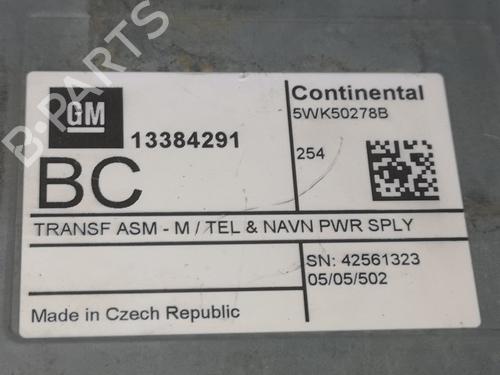 B-PARTS
GM
13384291
BC
Continental
5WK50278B
254
TRANSF ASM - M / TEL & NAVN PWR SPLY
SN: 42561323
05/05/502
Made in Czech Republic